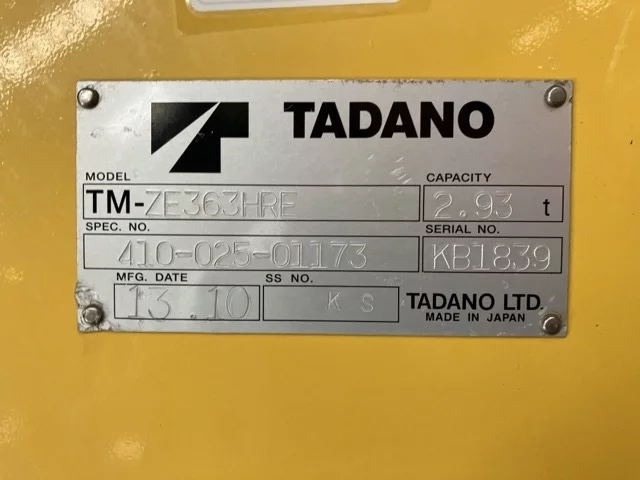 TADANO
MODEL CAPACITY
TM-ZE363HRE 2.93 t
SPEC. NO. SERIAL NO.
410-025-01173 KB1839
MFG. DATE SS NO.
13.10 KS TADANO LTD.
MADE IN JAPAN